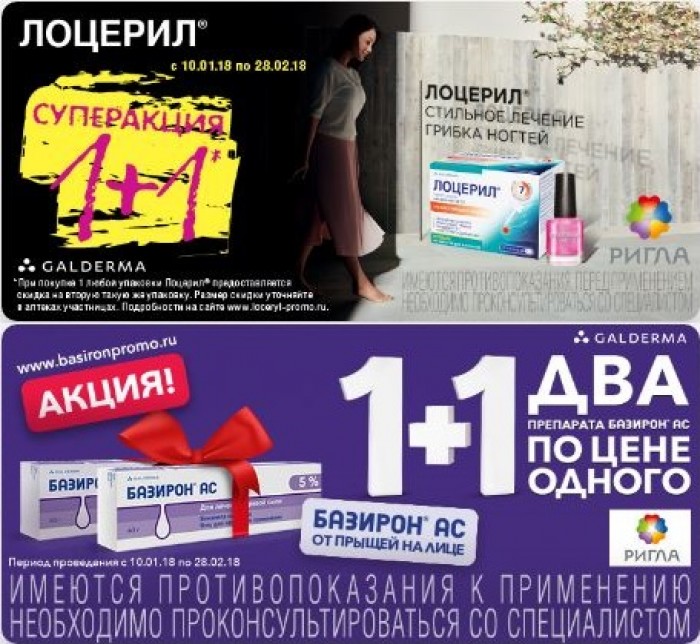 ЛОЦЕРИЛ®
с 10.01.18 по 28.02.18
СУПЕРАКЦИЯ
1+1*
GALDERMA
*При покупке 1 любой упаковки Лоцерил® предоставляется
скидка на вторую такую же упаковку. Размер скидки уточняйте
в аптеках участницах. Подробности на сайте www.loceryl-promo.ru.
ЛОЦЕРИЛ®
СТИЛЬНОЕ ЛЕЧЕНИЕ
ГРИБКА НОГТЕЙ
ЛОЦЕРИЛ®
7
РИГЛА
ИМЕЮТСЯ ПРОТИВОПОКАЗАНИЯ. ПЕРЕД ПРИМЕНЕНИЕМ
НЕОБХОДИМО ПРОКОНСУЛЬТИРОВАТЬСЯ СО СПЕЦИАЛИСТОМ
www.basironpromo.ru
АКЦИЯ!
GALDERMA
1+1
ДВА
ПРЕПАРАТА БАЗИРОН® АС
ПО ЦЕНЕ
ОДНОГО
БАЗИРОН® АС
БАЗИРОН® АС
5 %
БАЗИРОН® АС
ОТ ПРЫЩЕЙ НА ЛИЦЕ
РИГЛА
Период проведения с 10.01.18 по 28.02.18
ИМЕЮТСЯ ПРОТИВОПОКАЗАНИЯ К ПРИМЕНЕНИЮ
НЕОБХОДИМО ПРОКОНСУЛЬТИРОВАТЬСЯ СО СПЕЦИАЛИСТОМ